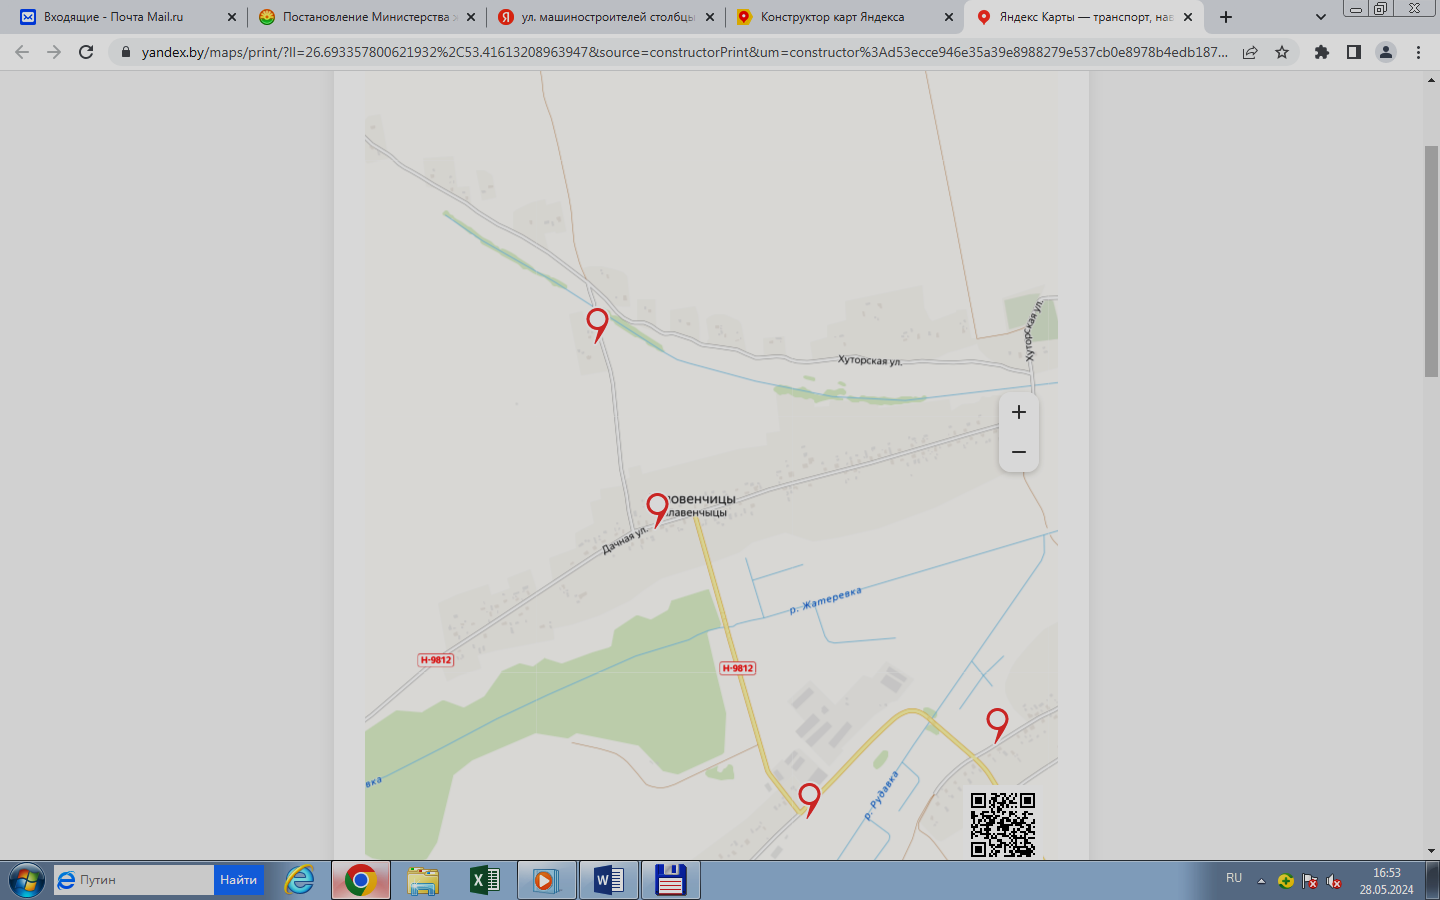 Входящие - Почта Mail.ru
Постановление Министерства
ул. машиностроителей столбцы
Конструктор карт Яндекса
Яндекс Карты — транспорт, нав
yandex.by/maps/print/?ll=26.693357800621932%2C53.41613208963947&source=constructorPrint&um=constructor%3Ad53ecce946e35a39e8988279e537cb0e8978b4edb187...
Хуторская ул.
Хуторская ул.
+
−
ровенчицы
лавенчыцы
Дачная ул.
р. Жатеревка
Н-9812
Н-9812
вка
р. Рудавка
Путин
Найти
RU
16:53
28.05.2024